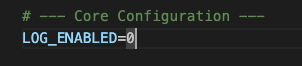 # --- Core Configuration ---
LOG_ENABLED=0